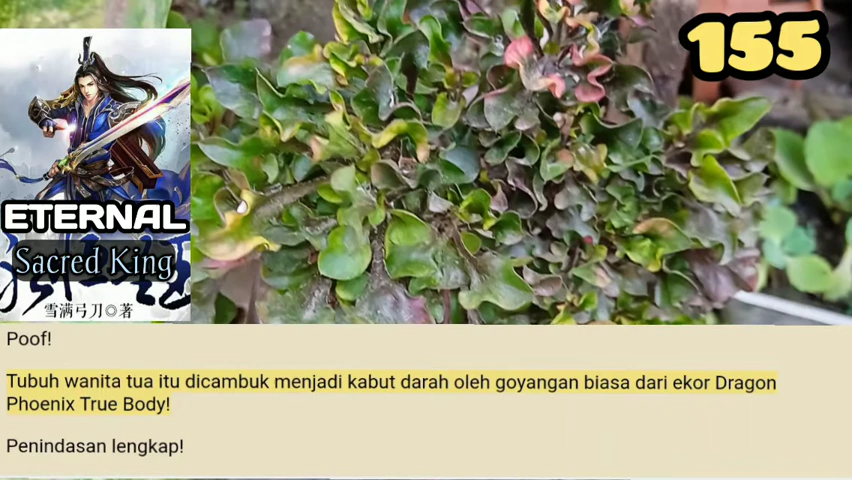 155
ETERNAL
Sacred King
雪满弓刀◎著
Poof!
Tubuh wanita tua itu dicambuk menjadi kabut darah oleh goyangan biasa dari ekor Dragon
Phoenix True Body!
Penindasan lengkap!